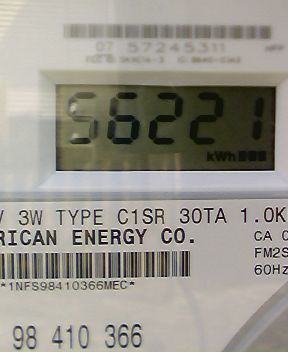 07 57245311
56221
kWh
V 3W TYPE C1SR 30TA 1.0K
RICAN ENERGY CO.
CA 0
FM2S
60Hz
*1NFS98410366MEC*
98 410 366